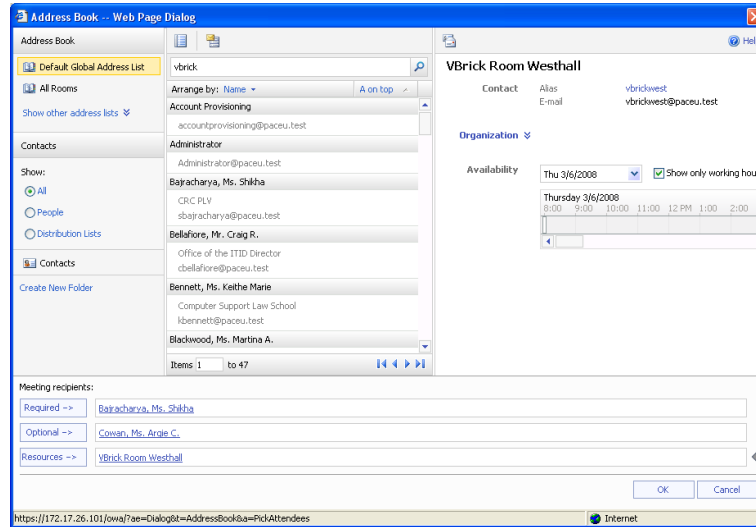 Address Book -- Web Page Dialog
Address Book
Default Global Address List
All Rooms
Show other address lists
Contacts
Show:
All
People
Distribution Lists
Contacts
Create New Folder
vbrick
Arrange by: Name
A on top
Account Provisioning
accountprovisioning@paceu.test
Administrator
Administrator@paceu.test
Bajracharya, Ms. Shikha
CRC PLV
sbajracharya@paceu.test
Bellafiore, Mr. Craig R.
Office of the ITID Director
cbellafiore@paceu.test
Bennett, Ms. Keithe Marie
Computer Support Law School
kbennett@paceu.test
Blackwood, Ms. Martina A.
Items 1 to 47
Hel
VBrick Room Westhall
Contact Alias vbrickwest
E-mail vbrickwest@paceu.test
Organization
Availability Thu 3/6/2008 Show only working hou
Thursday 3/6/2008
8:00 9:00 10:00 11:00 12 PM 1:00 2:00
Meeting recipients:
Required -> Bajracharya, Ms. Shikha
Optional -> Cowan, Ms. Argie C.
Resources -> VBrick Room Westhall
OK Cancel
https://172.17.26.101/owa/?ae=Dialog&t=AddressBook&a=PickAttendees Internet